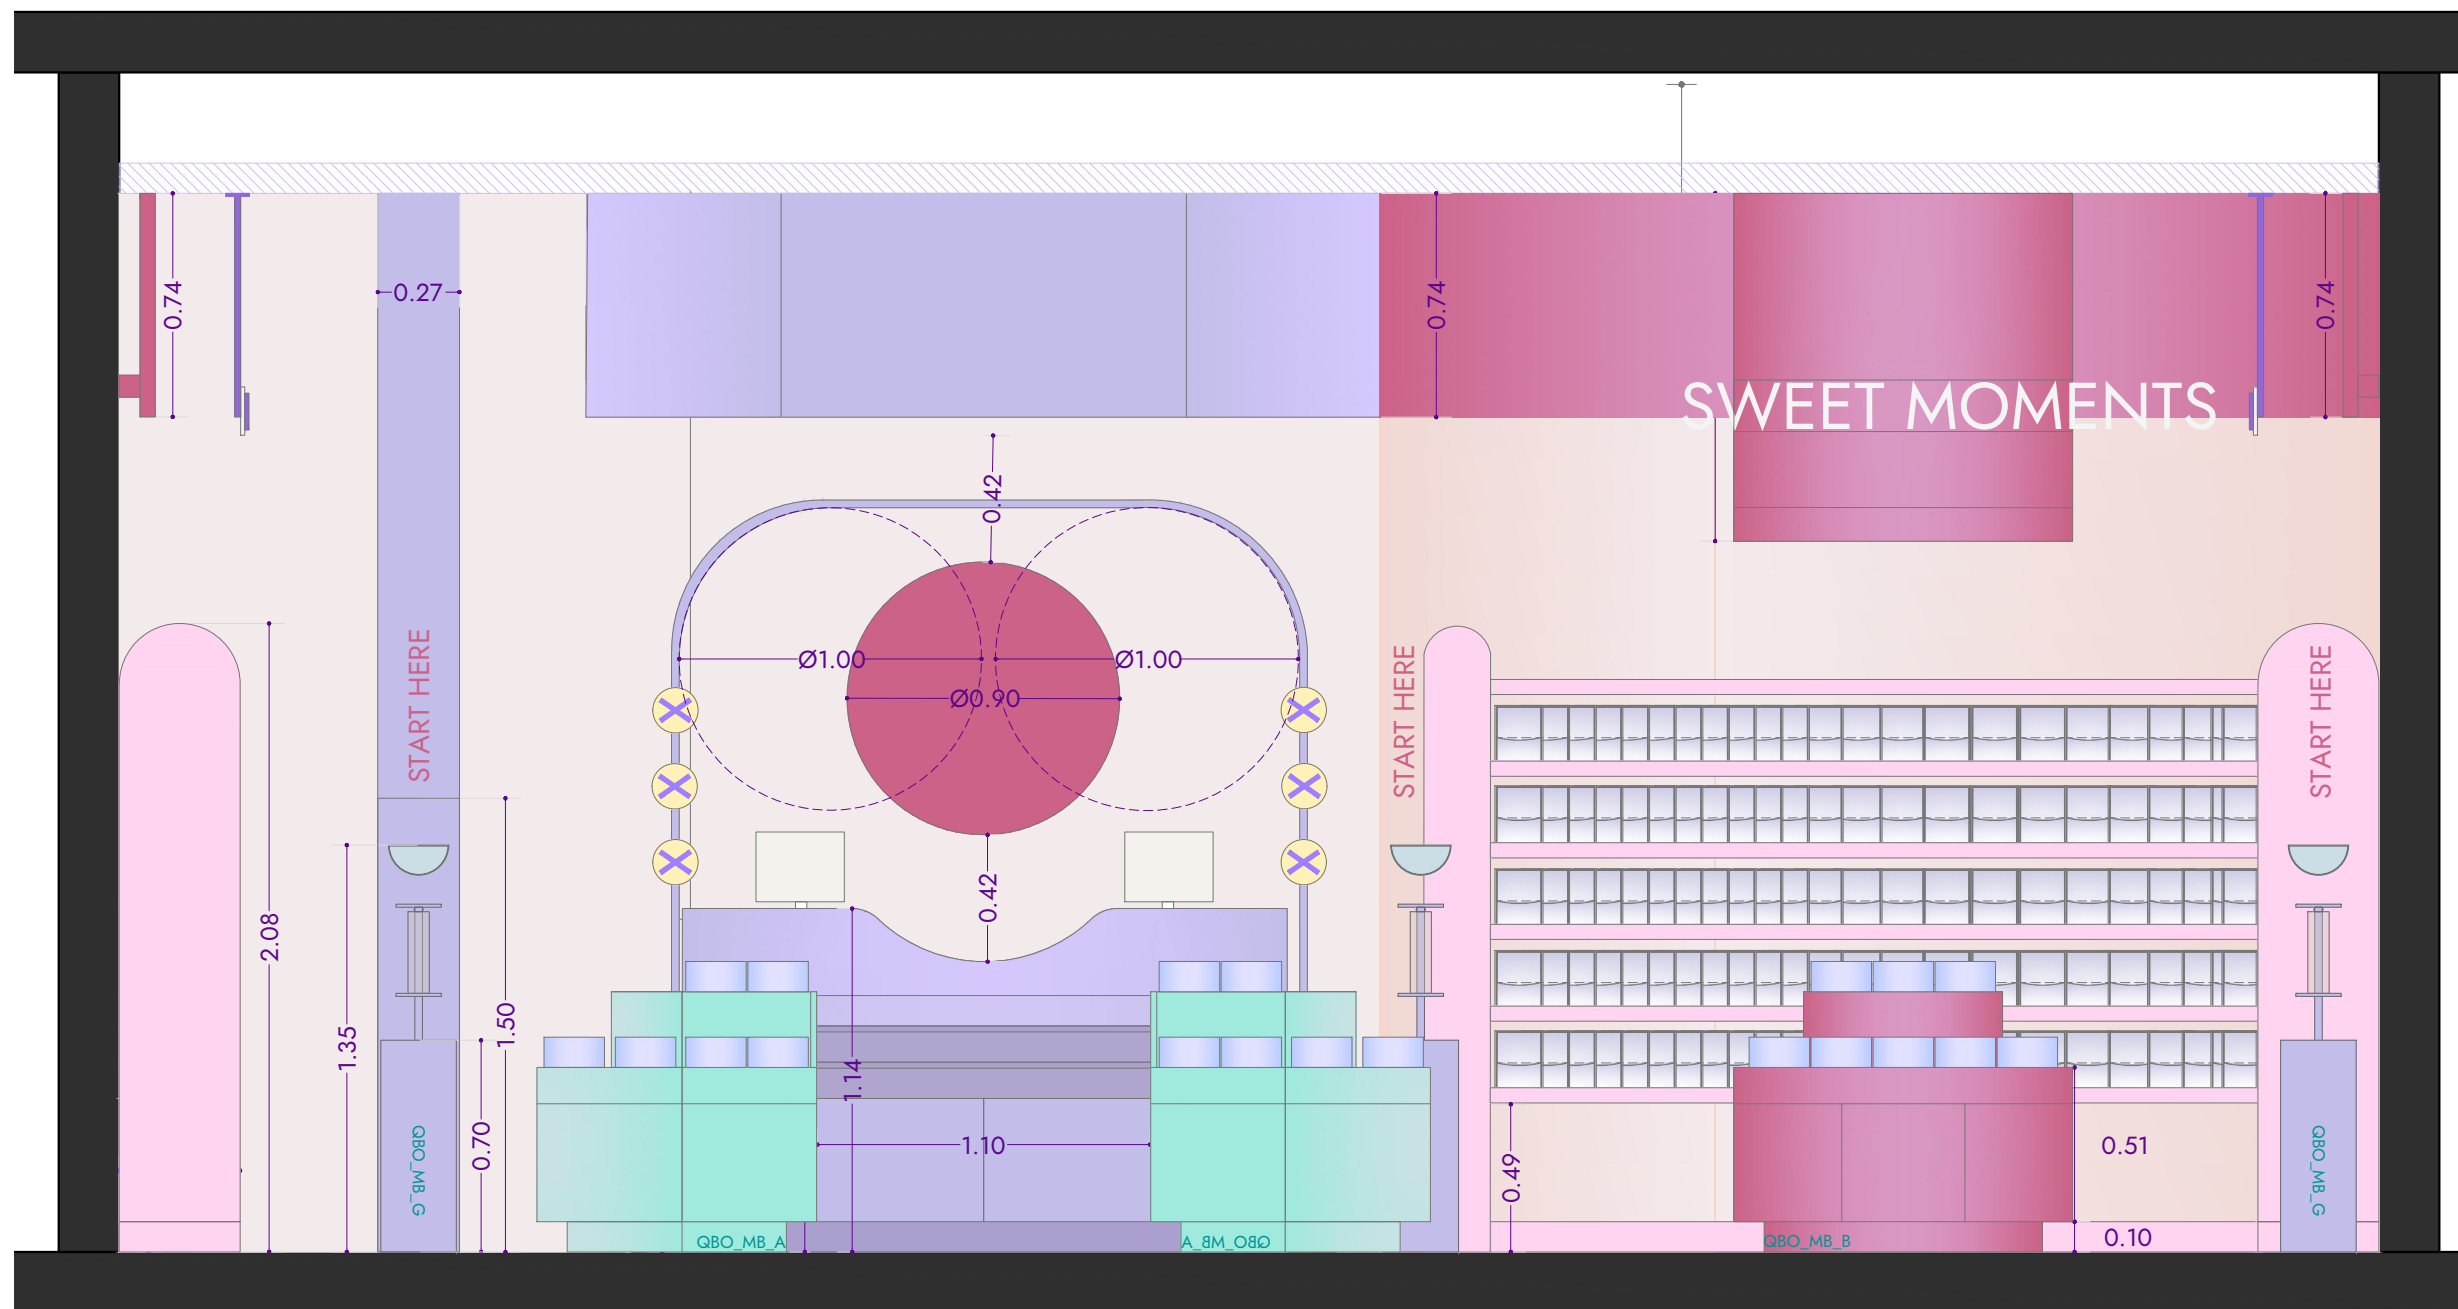 0.74
0.27
0.74
0.74
SWEET MOMENTS
0.42
START HERE
Ø1.00
Ø1.00
Ø0.90
START HERE
START HERE
2.08
1.35
1.50
0.42
1.14
0.70
1.10
0.49
0.51
0.10
QBO_MB_G
QBO_MB_A
QBO_MB_A
QBO_MB_B
QBO_MB_G